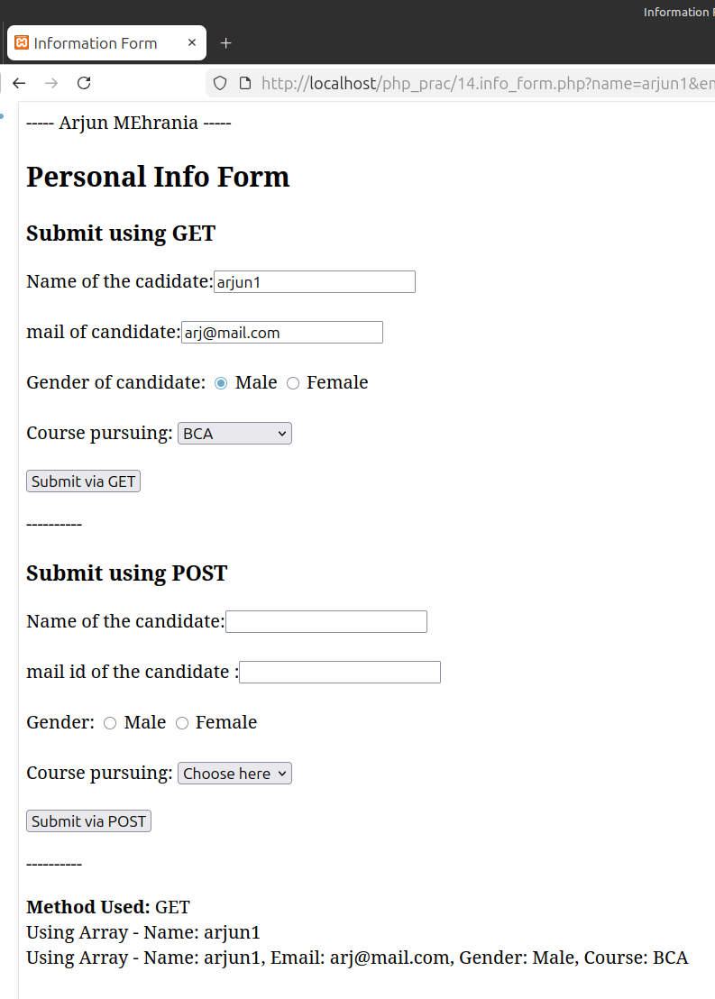 Information
Information Form
http://localhost/php_prac/14.info_form.php?name=arjun1&em
----- Arjun MEhrania -----
Personal Info Form
Submit using GET
Name of the cadidate: arjun1
mail of candidate: arj@mail.com
Gender of candidate: Male Female
Course pursuing: BCA
Submit via GET
----------
Submit using POST
Name of the candidate:
mail id of the candidate :
Gender: Male Female
Course pursuing: Choose here
Submit via POST
----------
Method Used: GET
Using Array - Name: arjun1
Using Array - Name: arjun1, Email: arj@mail.com, Gender: Male, Course: BCA